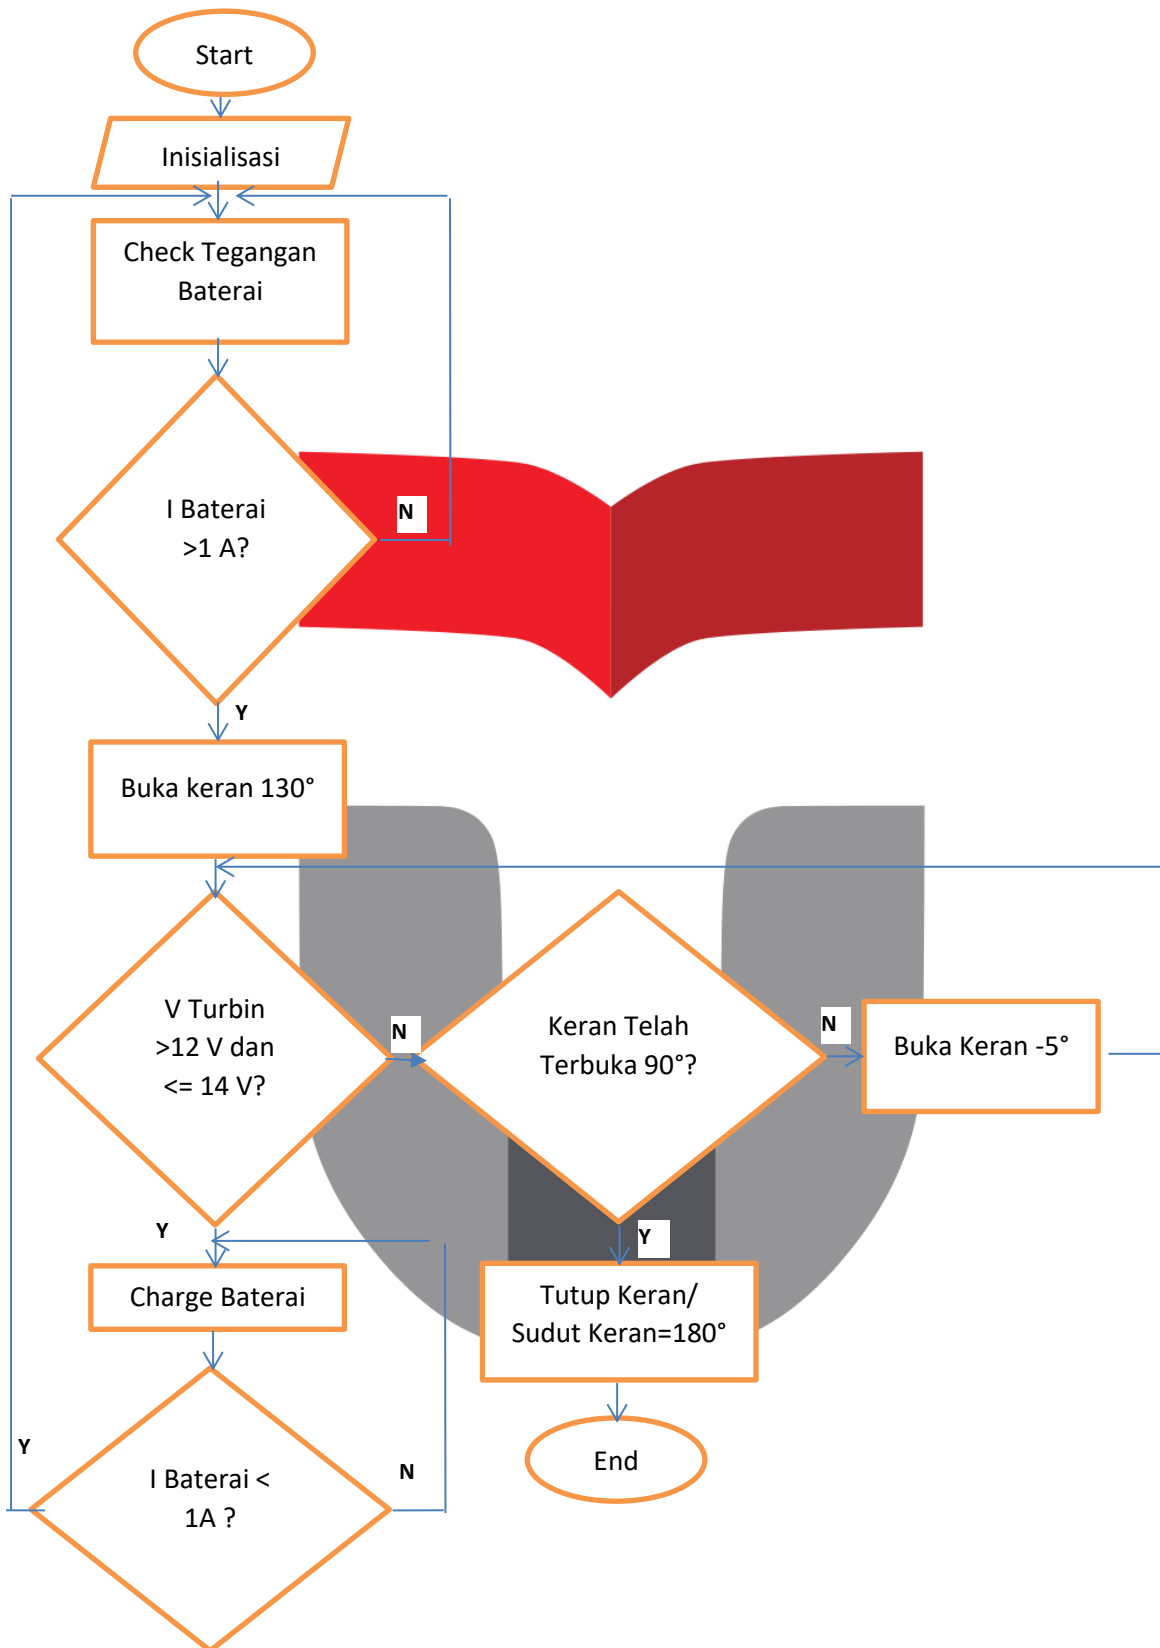 Start
Inisialisasi
Check Tegangan
Baterai
I Baterai
>1 A?
N
Y
Buka keran 130°
V Turbin
>12 V dan
<= 14 V?
N
Keran Telah
Terbuka 90°?
N
Buka Keran -5°
Y
Y
Charge Baterai
Tutup Keran/
Sudut Keran=180°
Y
I Baterai <
1A ?
N
End